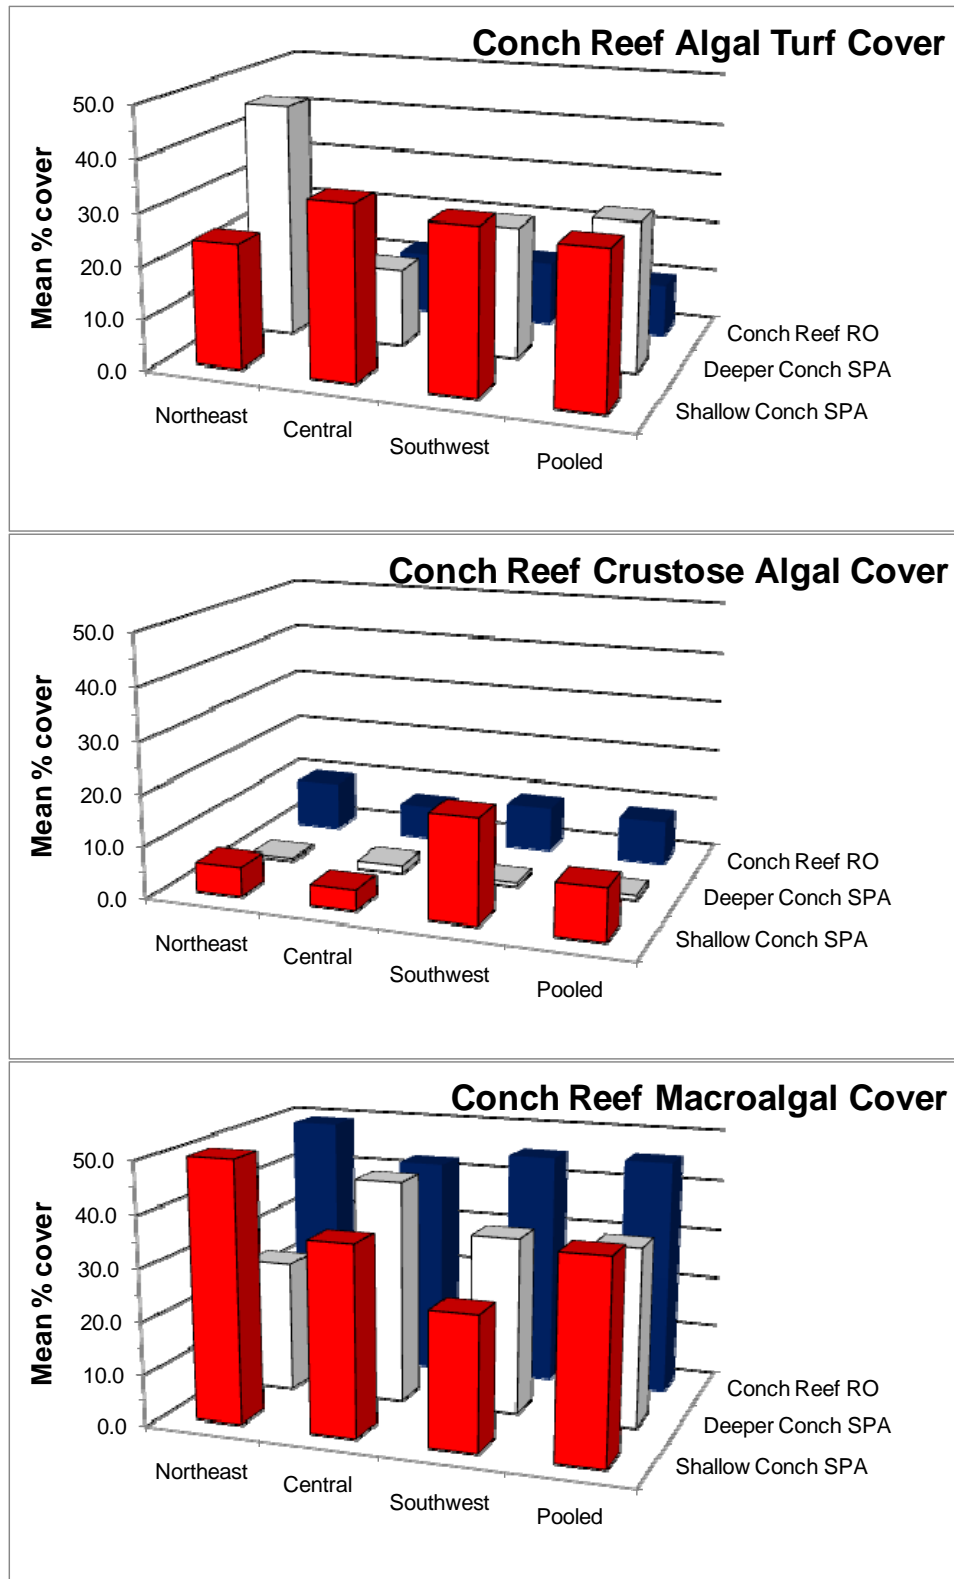 Conch Reef Algal Turf Cover
Mean % cover
50.0
40.0
30.0
20.0
10.0
0.0
Northeast
Central
Southwest
Pooled
Conch Reef RO
Deeper Conch SPA
Shallow Conch SPA
Conch Reef Crustose Algal Cover
Mean % cover
50.0
40.0
30.0
20.0
10.0
0.0
Northeast
Central
Southwest
Pooled
Conch Reef RO
Deeper Conch SPA
Shallow Conch SPA
Conch Reef Macroalgal Cover
Mean % cover
50.0
40.0
30.0
20.0
10.0
0.0
Northeast
Central
Southwest
Pooled
Conch Reef RO
Deeper Conch SPA
Shallow Conch SPA